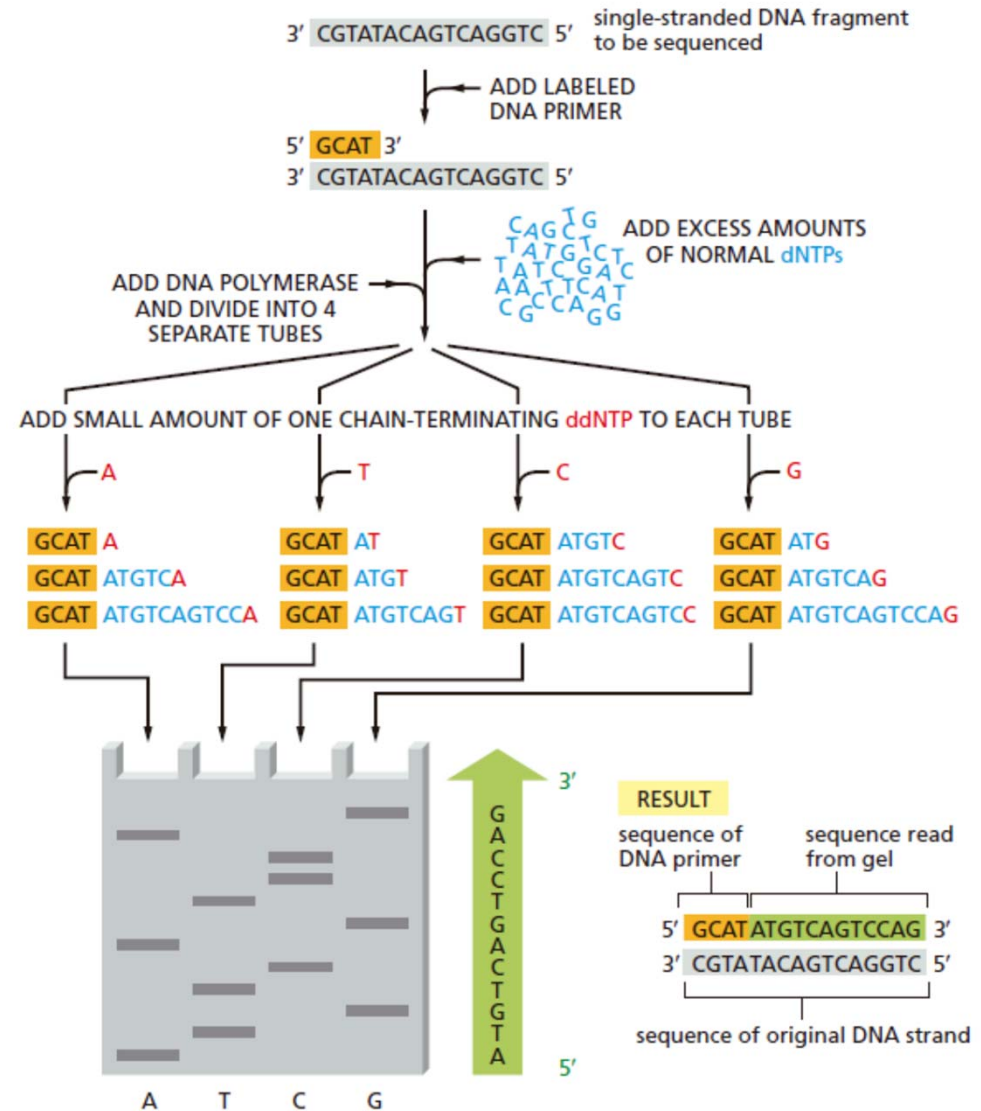 3′ CGTATACAGTCAGGTC 5′
single-stranded DNA fragment
to be sequenced
ADD LABELED
DNA PRIMER
5′ GCAT 3′
3′ CGTATACAGTCAGGTC 5′
ADD EXCESS AMOUNTS
OF NORMAL dNTPs
ADD DNA POLYMERASE
AND DIVIDE INTO 4
SEPARATE TUBES
ADD SMALL AMOUNT OF ONE CHAIN-TERMINATING ddNTP TO EACH TUBE
A T C G
GCAT A
GCAT ATGTCA
GCAT ATGTCAGTCCA
GCAT AT
GCAT ATGT
GCAT ATGTCAGT
GCAT ATGTC
GCAT ATGTCAGTC
GCAT ATGTCAGTCC
GCAT ATG
GCAT ATGTCAG
GCAT ATGTCAGTCCAG
3′
G
A
C
C
T
G
A
C
T
G
T
A
5′
A T C G
RESULT
sequence of
DNA primer
sequence read
from gel
5′ GCATATGTCAGTCCAG 3′
3′ CGTATACAGTCAGGTC 5′
sequence of original DNA strand